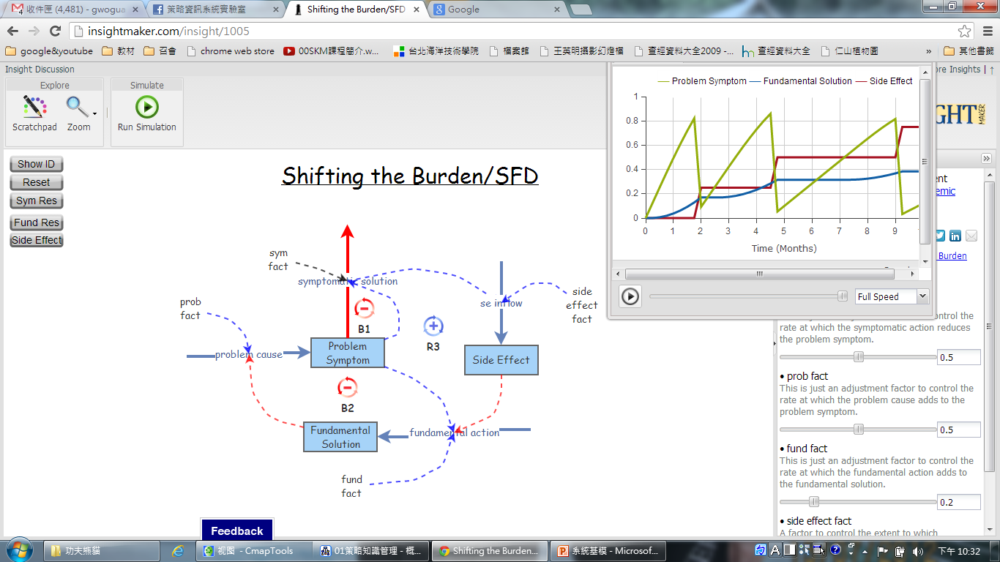 收件匣 (4,481) - gwogua
策略資訊系統實驗室
Shifting the Burden/SFD
Google
insightmaker.com/insight/1005
google&youtube
教材
召會
chrome web store
00SKM課程簡介.w...
台北海洋技術學院
檔案館
王英明攝影幻燈檔
查經資料大全2009 -...
查經資料大全
仁山植物園
»
其他書籤
Insight Discussion
ore Insights |
Explore
Scratchpad
Zoom
Simulate
Run Simulation
GHT
MAKER
Show ID
Reset
Sym Res
Fund Res
Side Effect
Shifting the Burden/SFD
sym
fact
symptomatic solution
prob
fact
B1
problem cause
Problem
Symptom
R3
se inflow
side
effect
fact
Side Effect
B2
Fundamental
Solution
fundamental action
fund
fact
Feedback
Problem Symptom
Fundamental Solution
Side Effect
1
0.8
0.6
0.4
0.2
0
0
1
2
3
4
5
6
7
8
9
Time (Months)
Full Speed
ent
emic
Burden
control the
rate at which the symptomatic action reduces
the problem symptom.
0.5
• prob fact
This is just an adjustment factor to control the
rate at which the problem cause adds to the
problem symptom.
0.5
• fund fact
This is just an adjustment factor to control the
rate at which the fundamental action adds to
the fundamental solution.
0.2
• side effect fact
A factor to control the extent to which
功夫熊貓
视图 - CmapTools
01策略知識管理 - 概...
Shifting the Burden...
系統基模 - Microsof...
A
下午 10:32